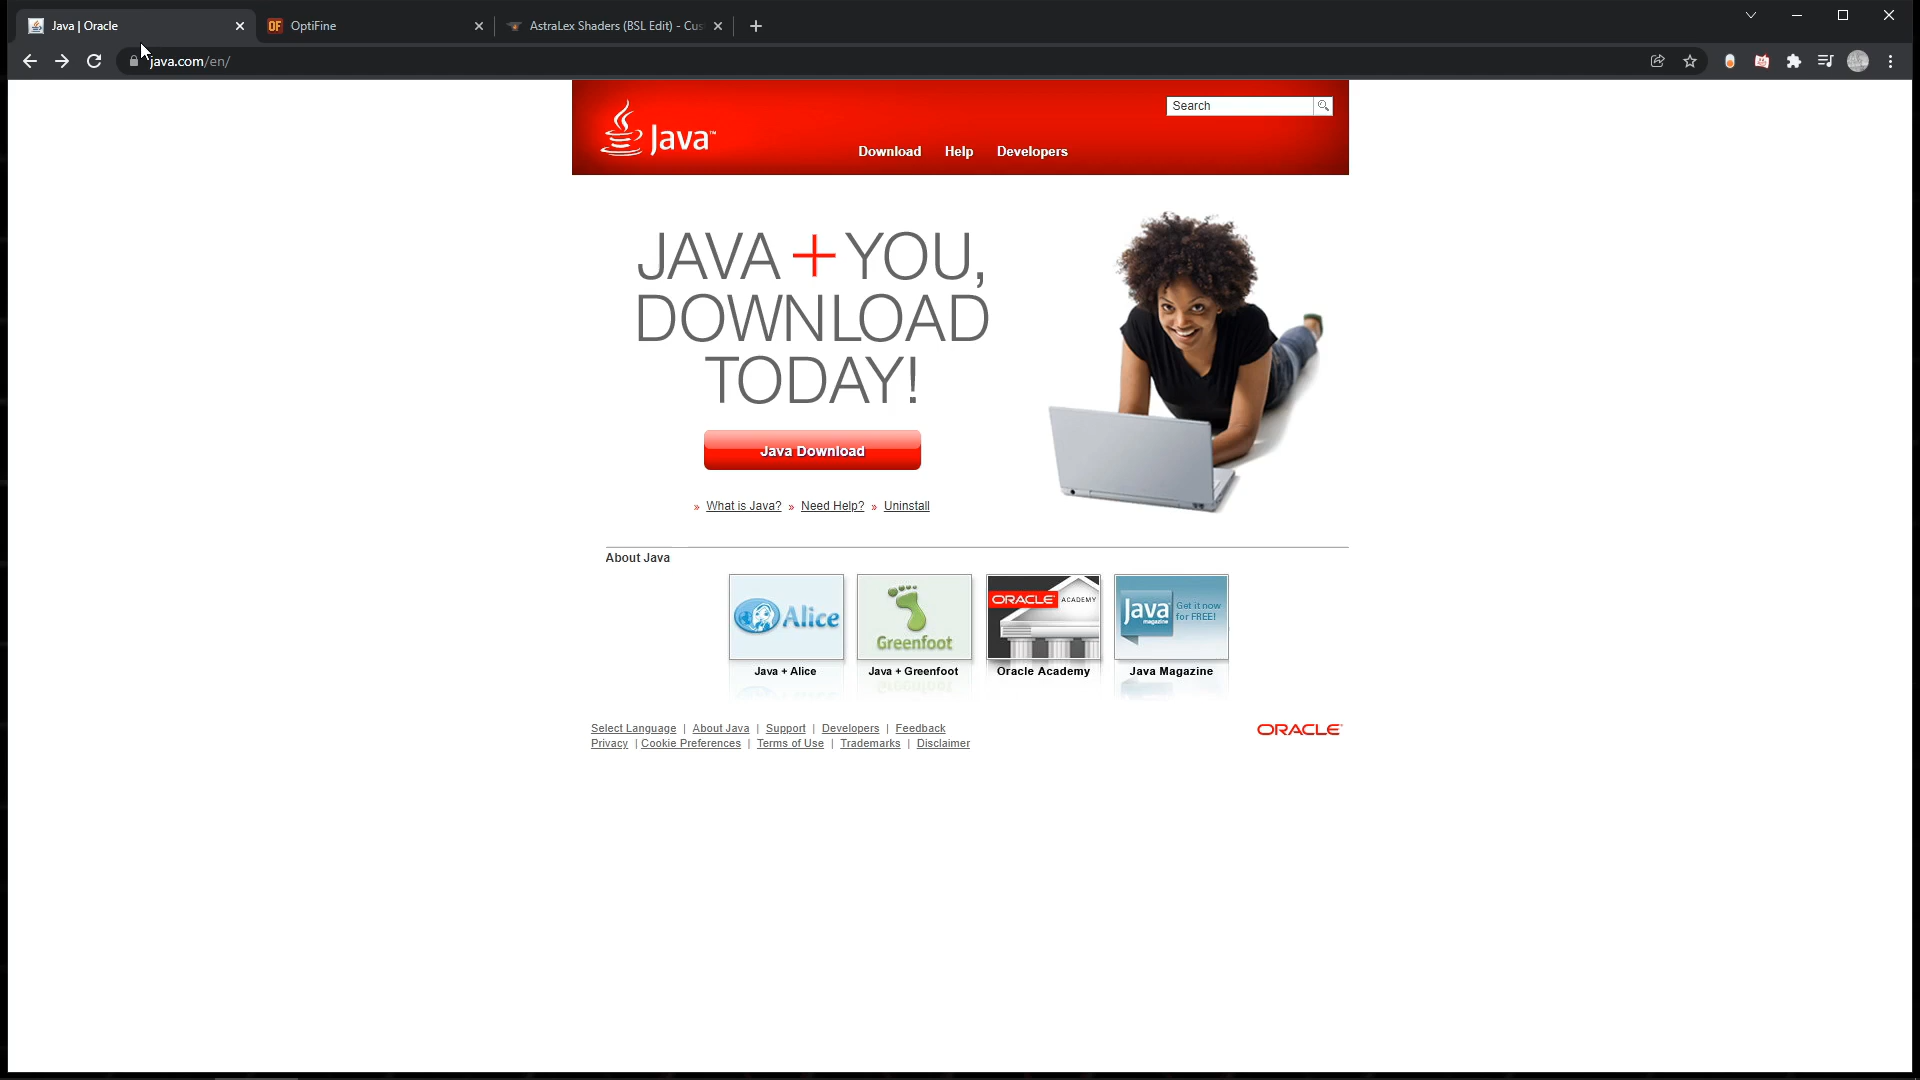 Java | Oracle
OptiFine
AstraLex Shaders (BSL Edit) - Cus
java.com/en/
Search
Java™
Download Help Developers
JAVA + YOU,
DOWNLOAD
TODAY!
Java Download
» What is Java? » Need Help? » Uninstall
About Java
Alice
Greenfoot
ORACLE ACADEMY
Java magazine
Get it now
for FREE!
Java + Alice
Java + Greenfoot
Oracle Academy
Java Magazine
Select Language | About Java | Support | Developers | Feedback
Privacy | Cookie Preferences | Terms of Use | Trademarks | Disclaimer
ORACLE